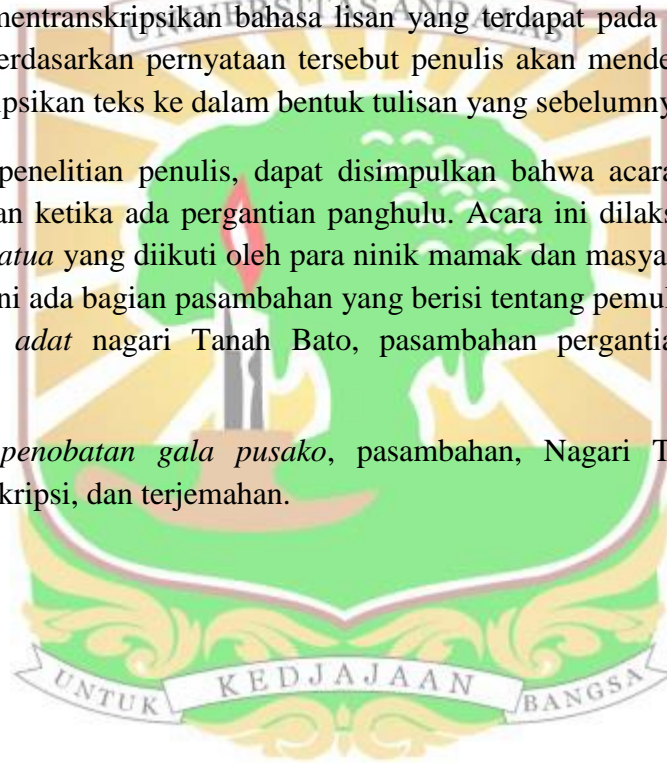 mentranskripsikan bahasa lisan yang terdapat pada
UNIVERSITAS ANDALAS
erdasarkan pernyataan tersebut penulis akan mende
ipsikan teks ke dalam bentuk tulisan yang sebelumny
penelitian penulis, dapat disimpulkan bahwa acara
an ketika ada pergantian panghulu. Acara ini dilaks
atua yang diikuti oleh para ninik mamak dan masya
ni ada bagian pasambahan yang berisi tentang pemul
adat nagari Tanah Bato, pasambahan pergantia
penobatan gala pusako, pasambahan, Nagari T
kripsi, dan terjemahan.
UNTUK KEDJAJAAN BANGSA